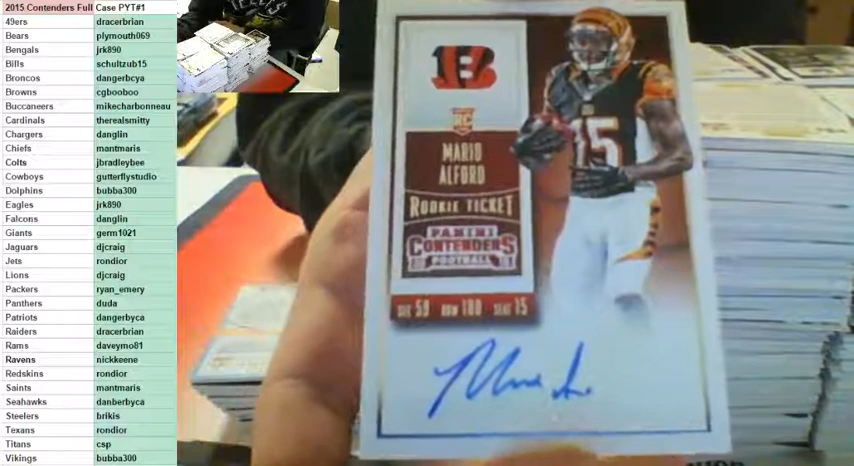 2015 Contenders Full Case PYT#1
49ers dracerbrian
Bears plymouth069
Bengals jrk890
Bills schultzub15
Broncos dangerbcya
Browns cgbooboo
Buccaneers mikecharbonneau
Cardinals therealsmitty
Chargers danglin
Chiefs mantmaris
Colts jbradleybee
Cowboys gutterflystudio
Dolphins bubba300
Eagles jrk890
Falcons danglin
Giants germ1021
Jaguars djcraig
Jets rondior
Lions djcraig
Packers ryan_emery
Panthers duda
Patriots dangerbyca
Raiders dracerbrian
Rams daveymo81
Ravens nickkeene
Redskins rondior
Saints mantmaris
Seahawks danberbyca
Steelers brikis
Texans rondior
Titans csp
Vikings bubba300
B
RC
MARIO
ALFORD
ROOKIE TICKET
PANINI
CONTENDERS
FOOTBALL
SEC 59 ROW 100 SEAT 15
15